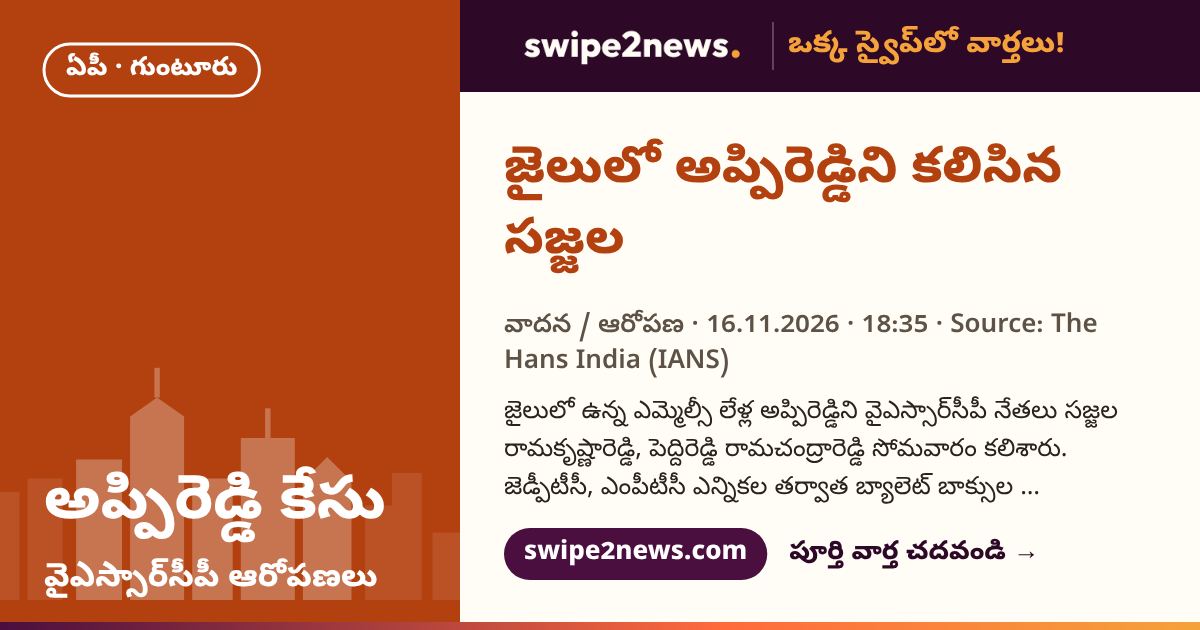 ఏపీ · గుంటూరు
అప్పిరెడ్డి కేసు
వైఎస్సార్‌సీపీ ఆరోపణలు
swipe2news. ఒక్క స్వైప్‌లో వార్తలు!
జైలులో అప్పిరెడ్డిని కలిసిన
సజ్జల
వాదన / ఆరోపణ · 16.11.2026 · 18:35 · Source: The
Hans India (IANS)
జైలులో ఉన్న ఎమ్మెల్సీ లేళ్ల అప్పిరెడ్డిని వైఎస్సార్‌సీపీ నేతలు సజ్జల
రామకృష్ణారెడ్డి, పెద్దిరెడ్డి రామచంద్రారెడ్డి సోమవారం కలిశారు.
జెడ్పీటీసీ, ఎంపీటీసీ ఎన్నికల తర్వాత బ్యాలెట్ బాక్సుల ...
swipe2news.com పూర్తి వార్త చదవండి →